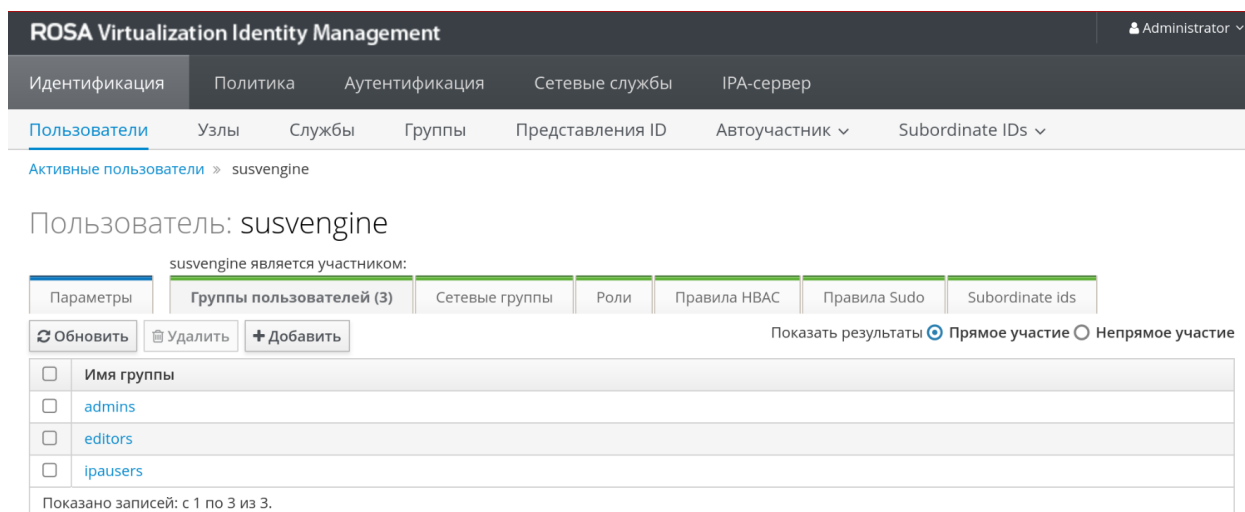 ROSA Virtualization Identity Management Administrator
Идентификация Политика Аутентификация Сетевые службы IPA-сервер
Пользователи Узлы Службы Группы Представления ID Автоучастник Subordinate IDs
Активные пользователи » susvengine
Пользователь: susvengine
susvengine является участником:
Параметры Группы пользователей (3) Сетевые группы Роли Правила HBAC Правила Sudo Subordinate ids
Обновить Удалить + Добавить Показать результаты Прямое участие Непрямое участие
Имя группы
admins
editors
ipausers
Показано записей: с 1 по 3 из 3.